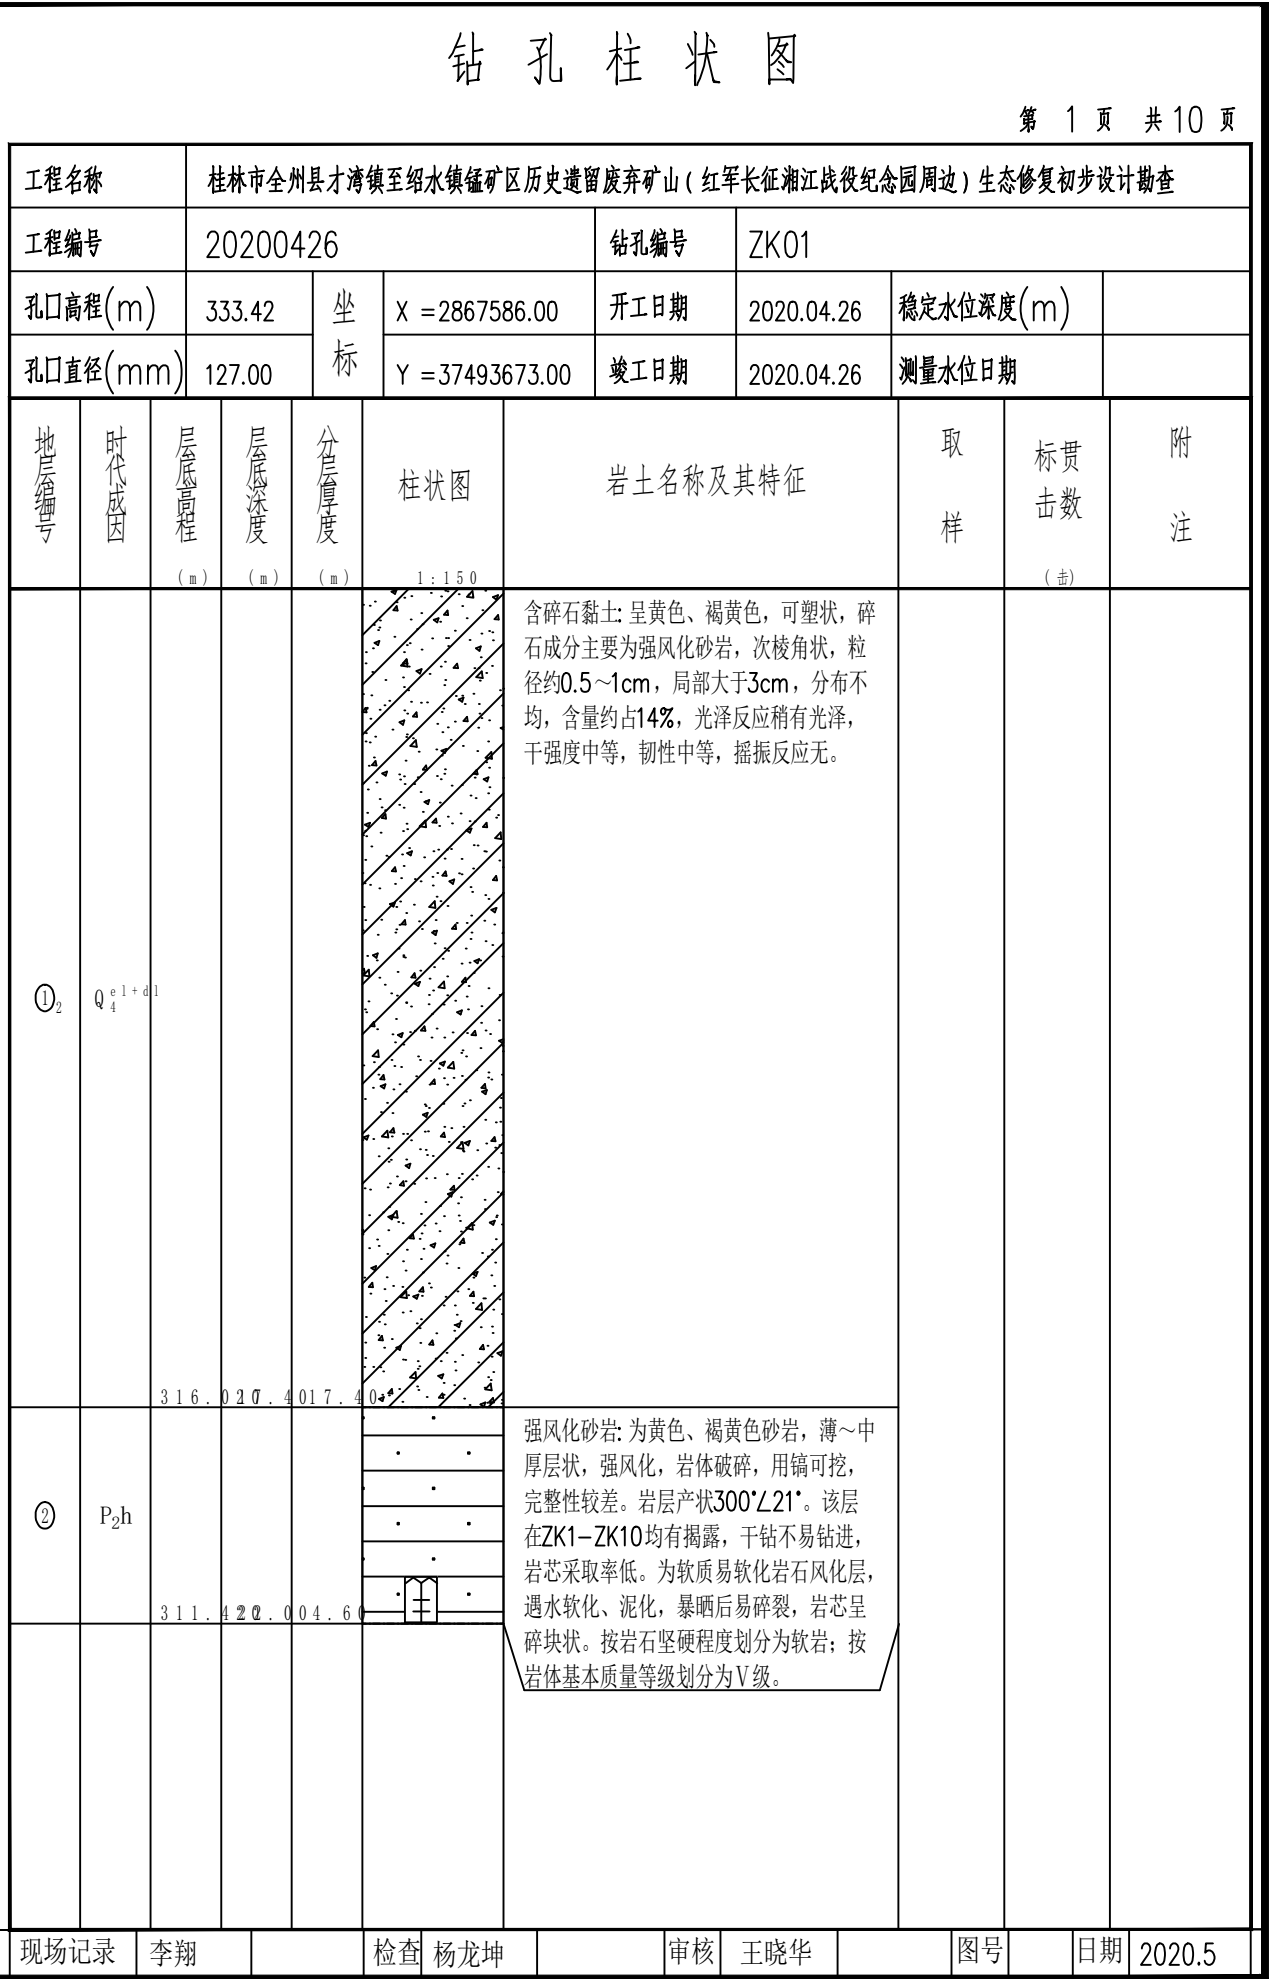 钻孔柱状图
第 1 页 共 10 页
工程名称 桂林市全州县才湾镇至绍水镇锰矿区历史遗留废弃矿山(红军长征湘江战役纪念园周边)生态修复初步设计勘查
工程编号 20200426 钻孔编号 ZK01
孔口高程(m) 333.42 坐标 X =2867586.00 开工日期 2020.04.26 稳定水位深度(m)
孔口直径(mm) 127.00 Y =37493673.00 竣工日期 2020.04.26 测量水位日期
地层编号 时代成因 层底高程(m) 层底深度(m) 分层厚度(m) 柱状图 1:150 岩土名称及其特征 取样 标贯击数(击) 附注
含碎石黏土:呈黄色、褐黄色，可塑状，碎
石成分主要为强风化砂岩，次棱角状，粒
径约0.5~1cm，局部大于3cm，分布不
均，含量约占14%，光泽反应稍有光泽，
干强度中等，韧性中等，摇振反应无。
①₂ Q₄ᵉˡ⁺ᵈˡ
316.02 17.40 17.40
强风化砂岩:为黄色、褐黄色砂岩，薄~中
厚层状，强风化，岩体破碎，用镐可挖，
完整性较差。岩层产状300°∠21°。该层
在ZK1-ZK10均有揭露，干钻不易钻进，
岩芯采取率低。为软质易软化岩石风化层，
遇水软化、泥化，暴晒后易碎裂，岩芯呈
碎块状。按岩石坚硬程度划分为软岩；按
岩体基本质量等级划分为Ⅴ级。
② P₂h
311.42 22.00 4.60
现场记录 李翔 检查 杨龙坤 审核 王晓华 图号 日期 2020.5